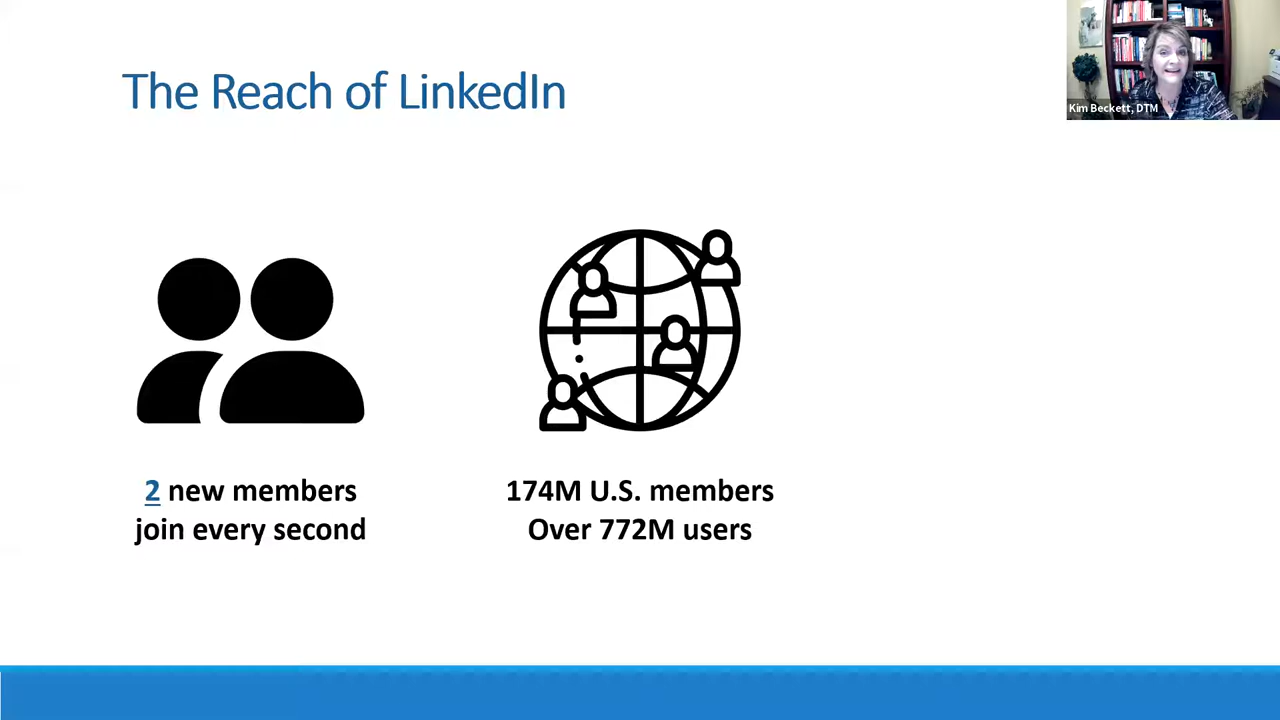 The Reach of LinkedIn
Kim Beckett, DTM
2 new members
join every second
174M U.S. members
Over 772M users